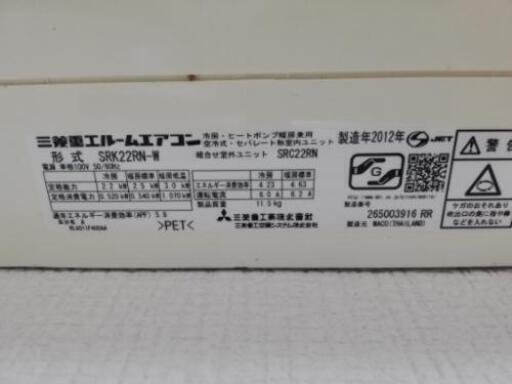 三菱重工ルームエアコン
冷房・ヒートポンプ暖房兼用
空冷式・セパレート形室内ユニット
製造年2012年
JET
形式 SRK22RN-W
組合せ室外ユニット SRC22RN
電源 単相100V 50/60Hz
冷房 暖房標準 暖房低温
定格能力 2.2 kW 2.5 kW 3.0 kW
定格消費電力 0.520 kW 0.540 kW 1.070 kW
冷房 暖房標準
エネルギー消費効率 4.23 4.63
運転電流 6.0 A 6.2 A
製品質量 11.5kg
通年エネルギー消費効率(APF) 5.8
>PET<
三菱重工業株式会社
三菱重工空調システム株式会社
製造番号
265003916 RR
製造元 MACO(THAILAND)
警告
ケガのおそれあり
吹出口の奥に指や棒
を入れない